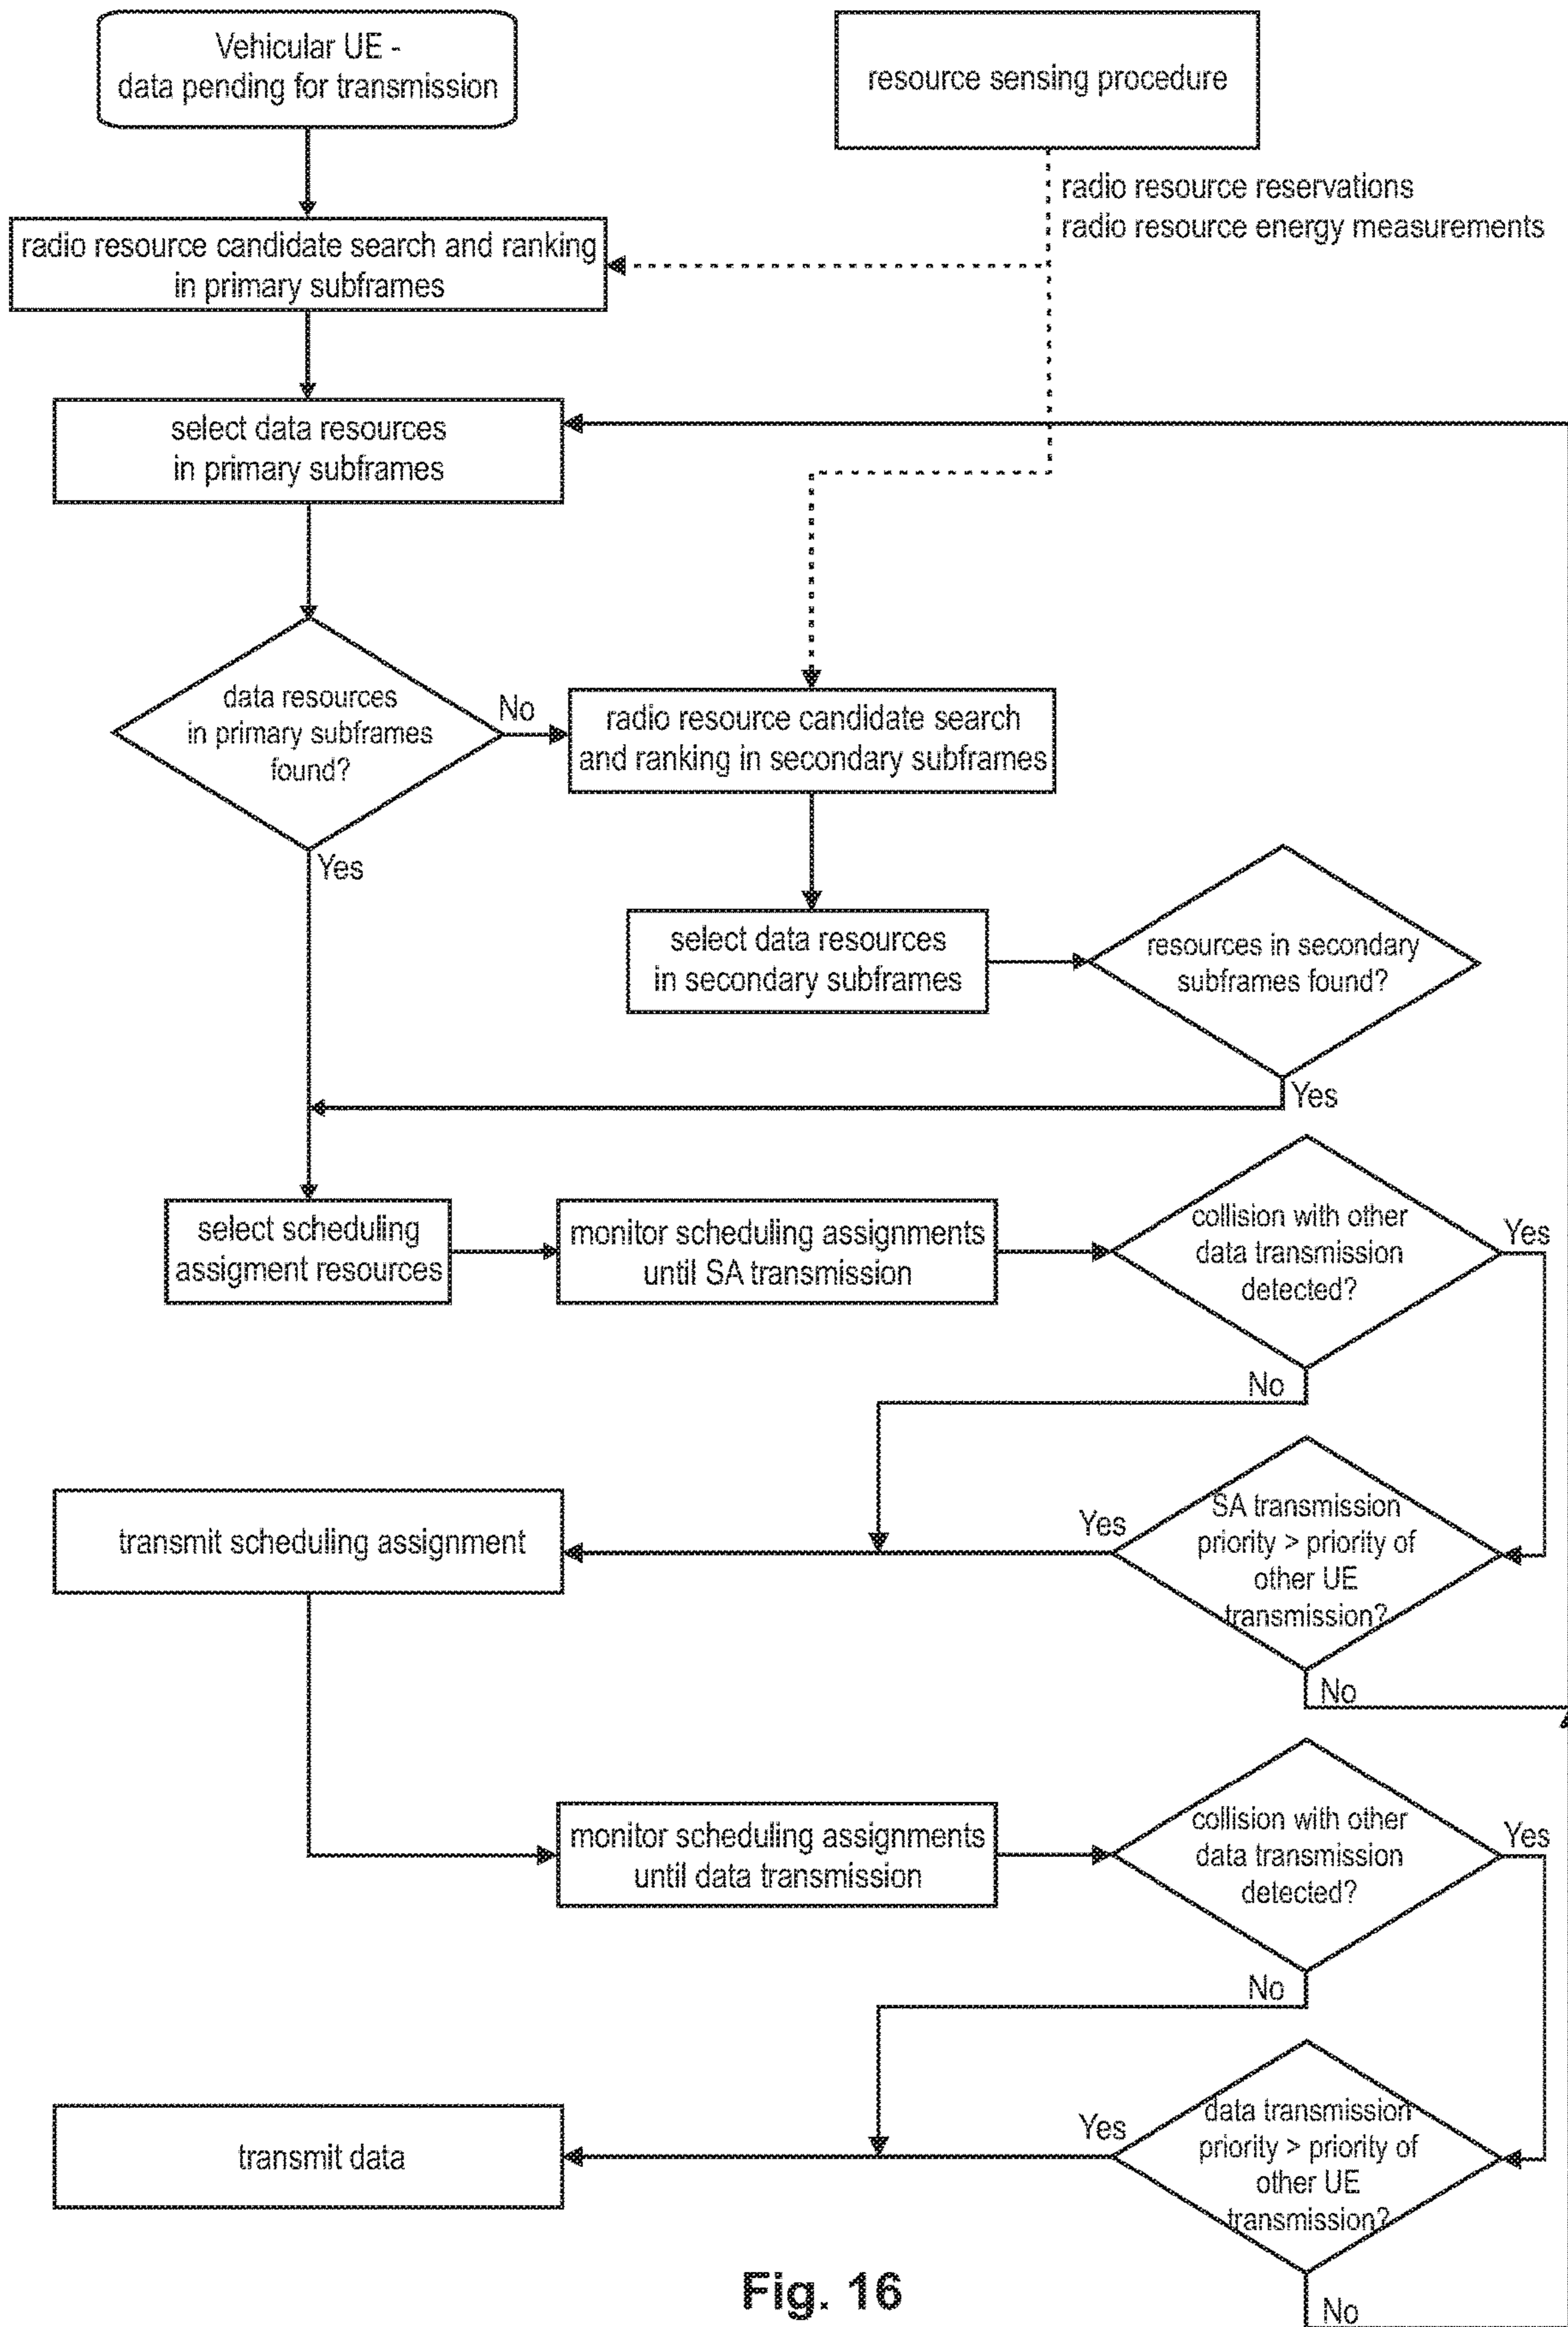 Vehicular UE -
data pending for transmission
resource sensing procedure
radio resource reservations
radio resource energy measurements
radio resource candidate search and ranking
in primary subframes
select data resources
in primary subframes
data resources
in primary subframes
found?
No
Yes
radio resource candidate search
and ranking in secondary subframes
select data resources
in secondary subframes
resources in secondary
subframes found?
Yes
select scheduling
assigment resources
monitor scheduling assignments
until SA transmission
collision with other
data transmission
detected?
Yes
No
SA transmission
priority > priority of
other UE
transmission?
Yes
No
transmit scheduling assignment
monitor scheduling assignments
until data transmission
collision with other
data transmission
detected?
Yes
No
data transmission
priority > priority of
other UE
transmission?
Yes
No
transmit data
Fig. 16